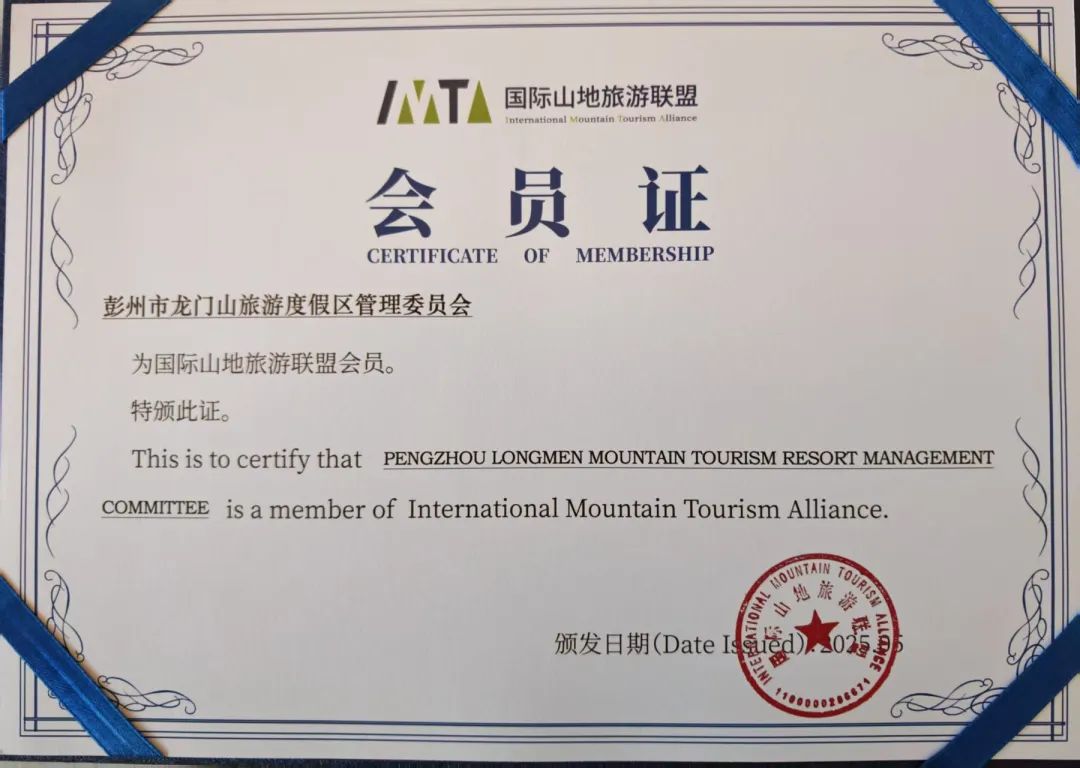 IMTA 国际山地旅游联盟
International Mountain Tourism Alliance
会员证
CERTIFICATE OF MEMBERSHIP
彭州市龙门山旅游度假区管理委员会
为国际山地旅游联盟会员。
特颁此证。
This is to certify that PENGZHOU LONGMEN MOUNTAIN TOURISM RESORT MANAGEMENT
COMMITTEE is a member of International Mountain Tourism Alliance.
颁发日期(Date Issued):2025.05
INTERNATIONAL MOUNTAIN TOURISM ALLIANCE
国际山地旅游联盟